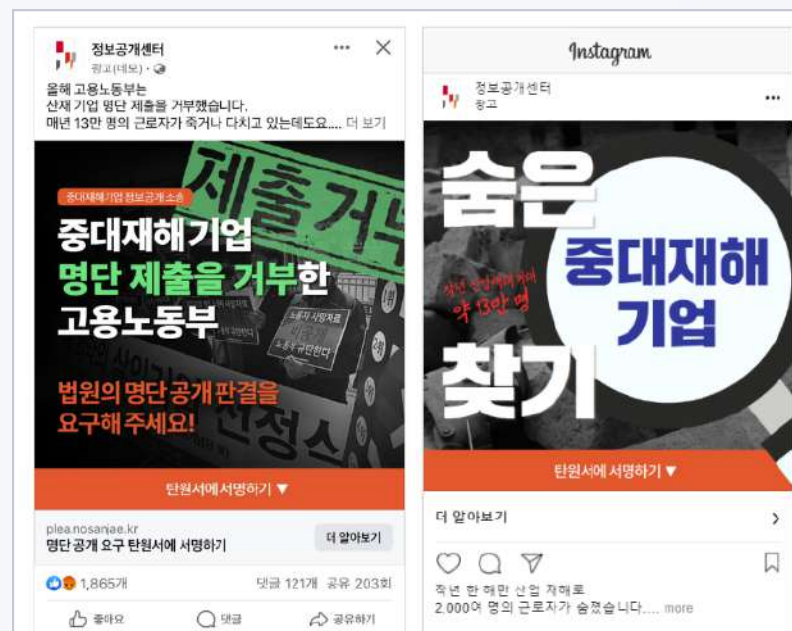 정보공개센터
광고(데모)
올해 고용노동부는
산재 기업 명단 제출을 거부했습니다.
매년 13만 명의 근로자가 죽거나 다치고 있는데도요.... 더 보기
제출거부
중대재해기업 정보공개소송
중대재해 기업
명단 제출을 거부한
고용노동부
노동자 사망자료
규탄한다
법원의 명단 공개 판결을
요구해 주세요!
탄원서에 서명하기 ▼
plea.nosanjae.kr
명단 공개 요구 탄원서에 서명하기
더 알아보기
1,865개
댓글 121개 공유 203회
좋아요
댓글
공유하기
Instagram
정보공개센터
광고
숨은
중대재해
기업
약 13만 명
찾기
탄원서에 서명하기 ▼
더 알아보기
작년 한 해만 산업 재해로
2,000여 명의 근로자가 숨졌습니다.... more